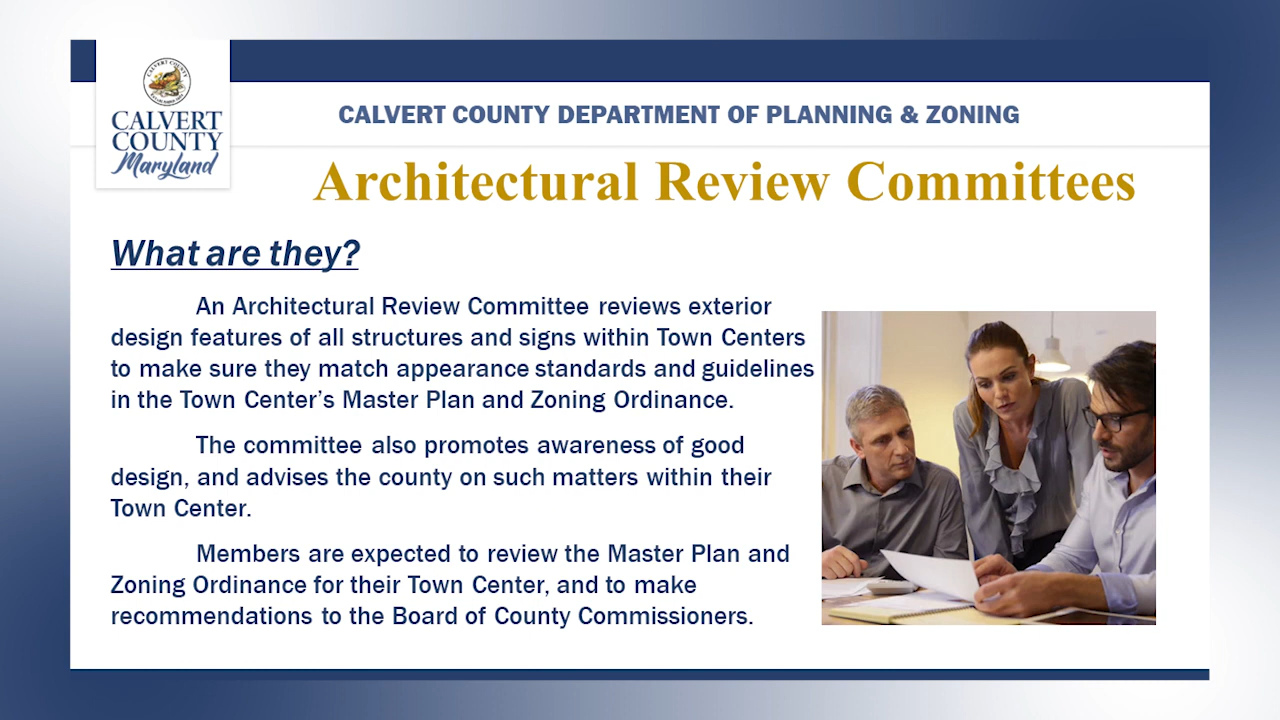 CALVERT
COUNTY
Maryland
CALVERT COUNTY DEPARTMENT OF PLANNING & ZONING
Architectural Review Committees
What are they?
An Architectural Review Committee reviews exterior
design features of all structures and signs within Town Centers
to make sure they match appearance standards and guidelines
in the Town Center’s Master Plan and Zoning Ordinance.
The committee also promotes awareness of good
design, and advises the county on such matters within their
Town Center.
Members are expected to review the Master Plan and
Zoning Ordinance for their Town Center, and to make
recommendations to the Board of County Commissioners.